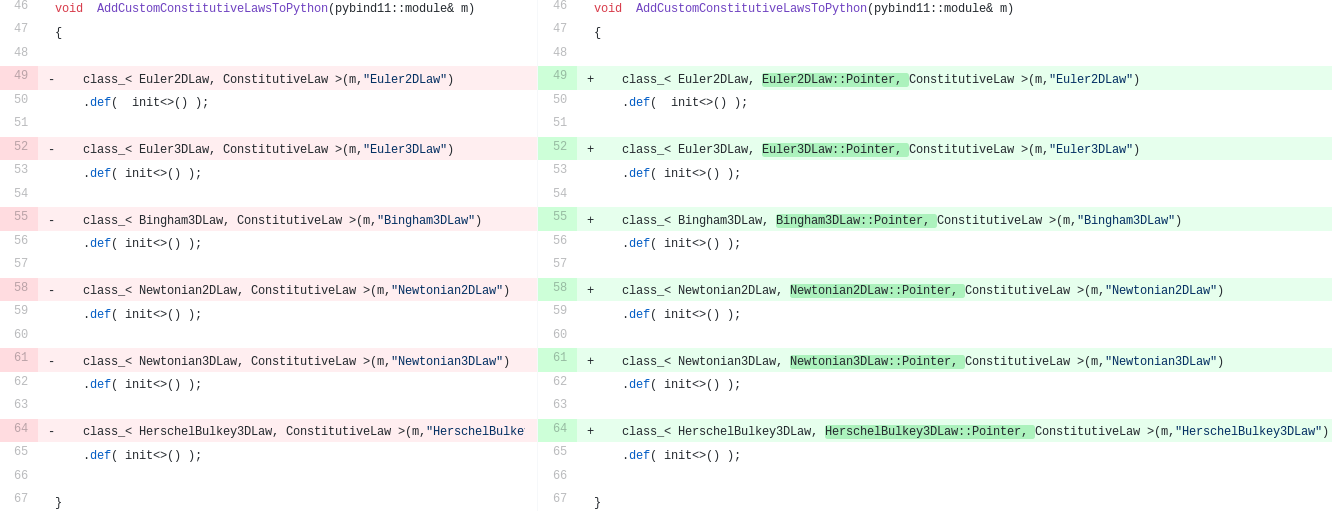 46 void  AddCustomConstitutiveLawsToPython(pybind11::module& m)
47 {
48
49 -    class_< Euler2DLaw, ConstitutiveLaw >(m,"Euler2DLaw")
50     .def(  init<>() );
51
52 -    class_< Euler3DLaw, ConstitutiveLaw >(m,"Euler3DLaw")
53     .def( init<>() );
54
55 -    class_< Bingham3DLaw, ConstitutiveLaw >(m,"Bingham3DLaw")
56     .def( init<>() );
57
58 -    class_< Newtonian2DLaw, ConstitutiveLaw >(m,"Newtonian2DLaw")
59     .def( init<>() );
60
61 -    class_< Newtonian3DLaw, ConstitutiveLaw >(m,"Newtonian3DLaw")
62     .def( init<>() );
63
64 -    class_< HerschelBulkey3DLaw, ConstitutiveLaw >(m,"HerschelBulke
65     .def( init<>() );
66
67 }
46 void  AddCustomConstitutiveLawsToPython(pybind11::module& m)
47 {
48
49 +    class_< Euler2DLaw, Euler2DLaw::Pointer, ConstitutiveLaw >(m,"Euler2DLaw")
50     .def(  init<>() );
51
52 +    class_< Euler3DLaw, Euler3DLaw::Pointer, ConstitutiveLaw >(m,"Euler3DLaw")
53     .def( init<>() );
54
55 +    class_< Bingham3DLaw, Bingham3DLaw::Pointer, ConstitutiveLaw >(m,"Bingham3DLaw")
56     .def( init<>() );
57
58 +    class_< Newtonian2DLaw, Newtonian2DLaw::Pointer, ConstitutiveLaw >(m,"Newtonian2DLaw")
59     .def( init<>() );
60
61 +    class_< Newtonian3DLaw, Newtonian3DLaw::Pointer, ConstitutiveLaw >(m,"Newtonian3DLaw")
62     .def( init<>() );
63
64 +    class_< HerschelBulkey3DLaw, HerschelBulkey3DLaw::Pointer, ConstitutiveLaw >(m,"HerschelBulkey3DLaw")
65     .def( init<>() );
66
67 }